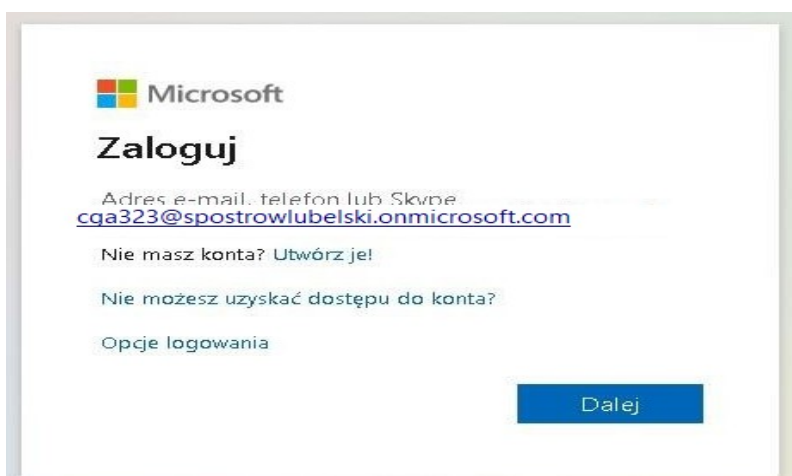 Microsoft
Zaloguj
Adres e-mail, telefon lub Skype
cga323@spostrowlubelski.onmicrosoft.com
Nie masz konta? Utwórz je!
Nie możesz uzyskać dostępu do konta?
Opcje logowania
Dalej